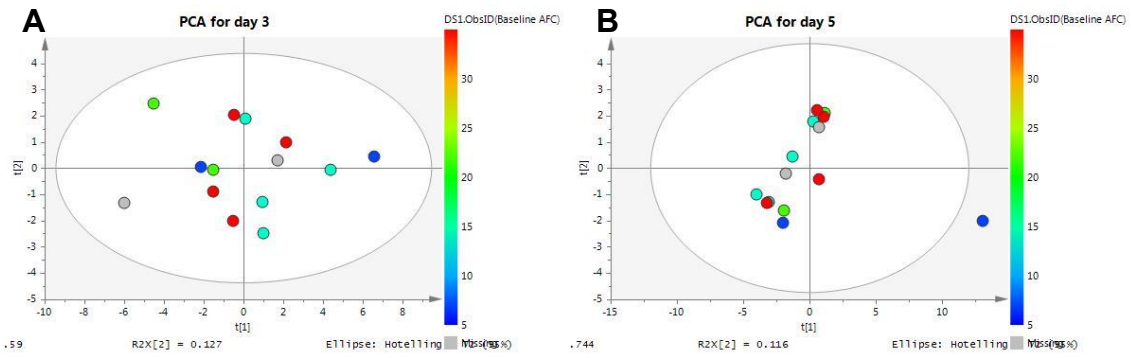 A
PCA for day 3
DS1.ObsID(Baseline AFC)
4
3
2
1
0
-1
-2
-3
-4
-5
t[2]
-10 -8 -6 -4 -2 0 2 4 6 8
t[1]
30
25
20
15
10
5
.59 R2X[2] = 0.127 Ellipse: Hotelling
B
PCA for day 5
DS1.ObsID(Baseline AFC)
4
3
2
1
0
-1
-2
-3
-4
-5
t[2]
-15 -10 -5 0 5 10
t[1]
30
25
20
15
10
5
.744 R2X[2] = 0.116 Ellipse: Hotelling